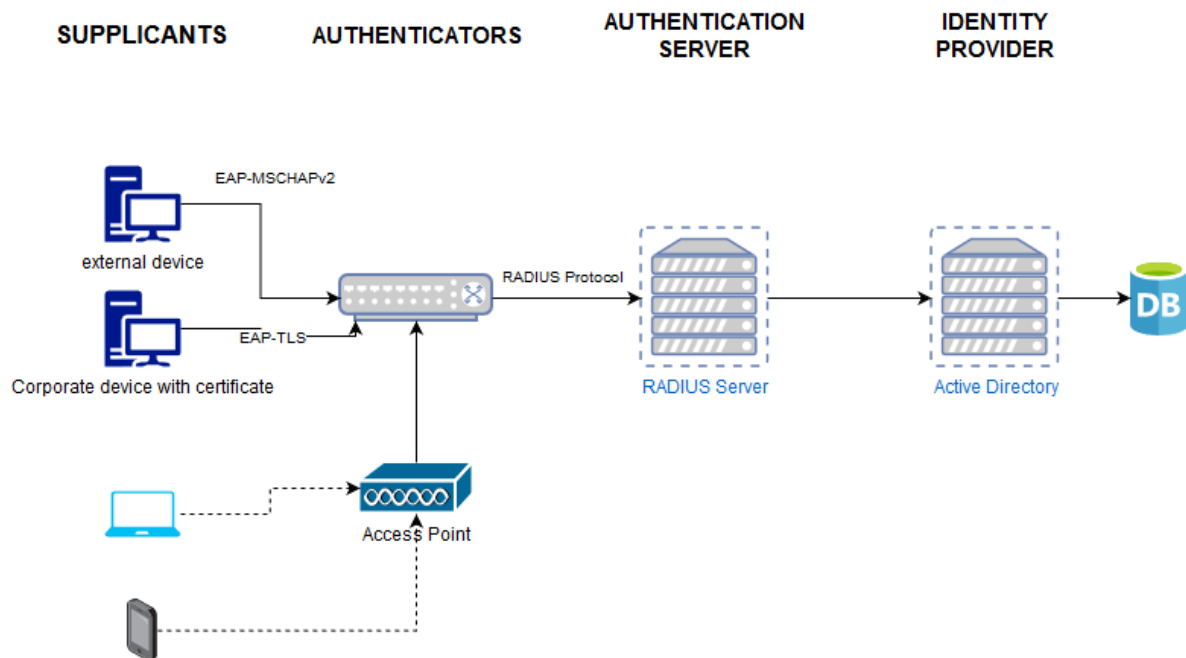 SUPPLICANTS
AUTHENTICATORS
AUTHENTICATION
SERVER
IDENTITY
PROVIDER
EAP-MSCHAPv2
external device
RADIUS Protocol
DB
EAP-TLS
Corporate device with certificate
RADIUS Server
Active Directory
Access Point